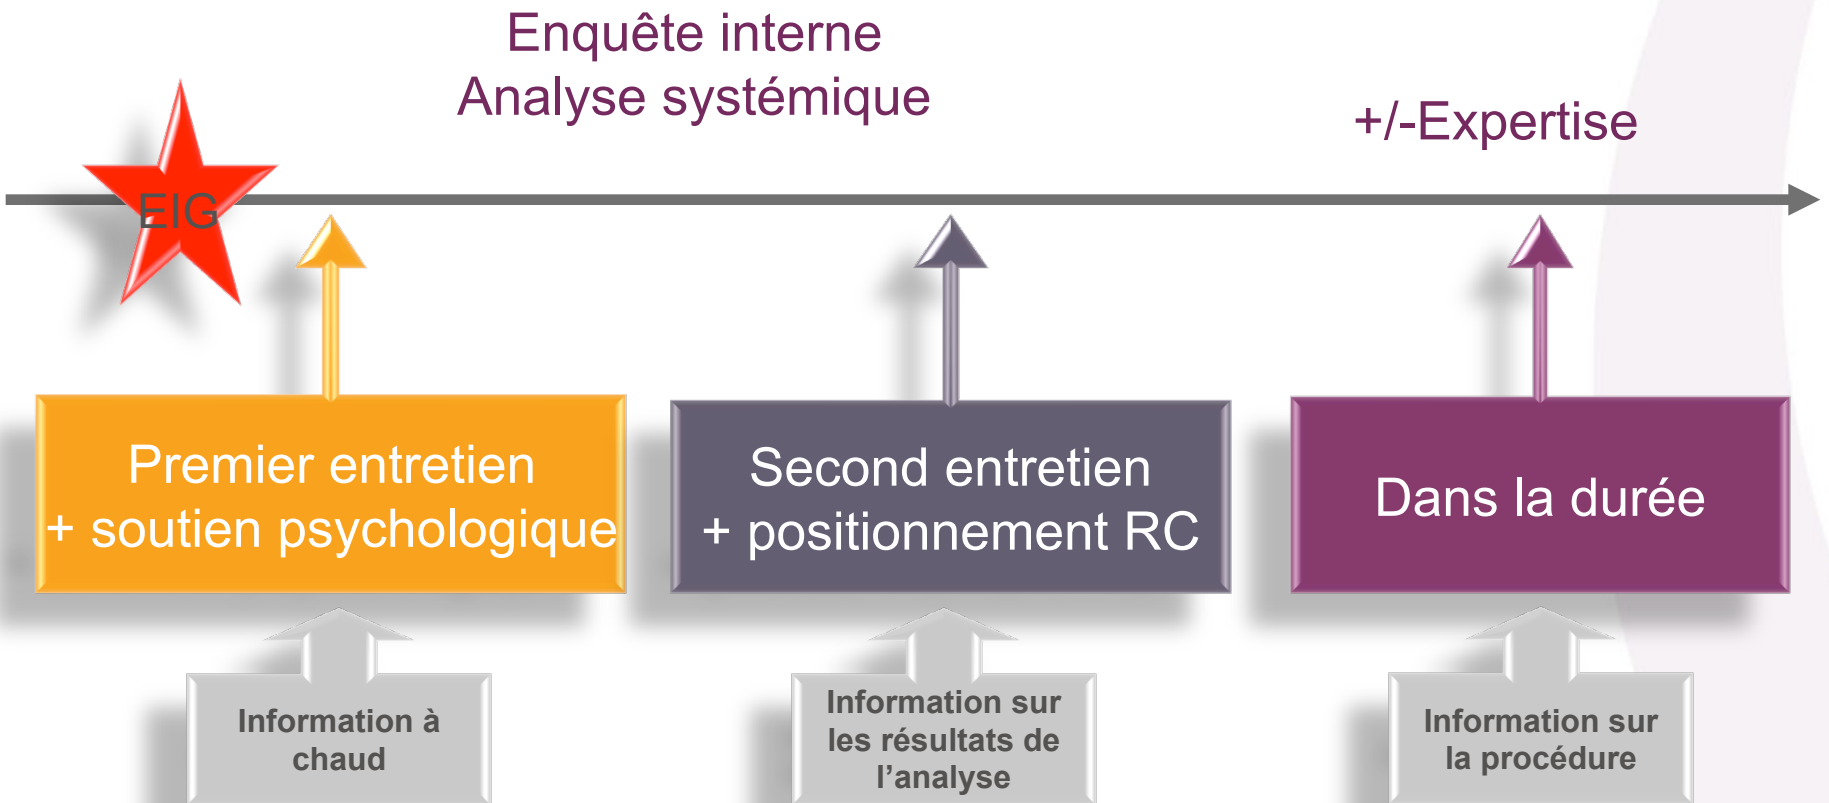 Enquête interne
Analyse systémique
+/-Expertise
EIG
Premier entretien
+ soutien psychologique
Second entretien
+ positionnement RC
Dans la durée
Information à
chaud
Information sur
les résultats de
l’analyse
Information sur
la procédure